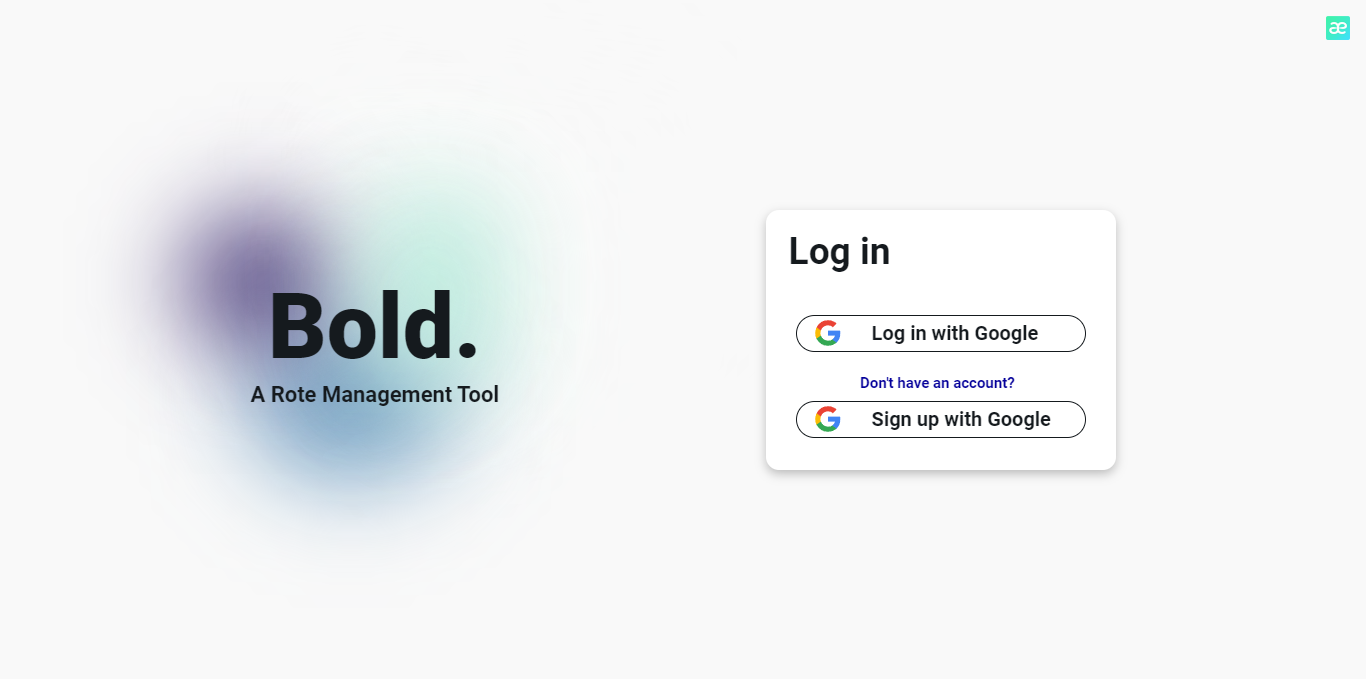 æ
Bold.
A Rote Management Tool
Log in
Log in with Google
Don't have an account?
Sign up with Google